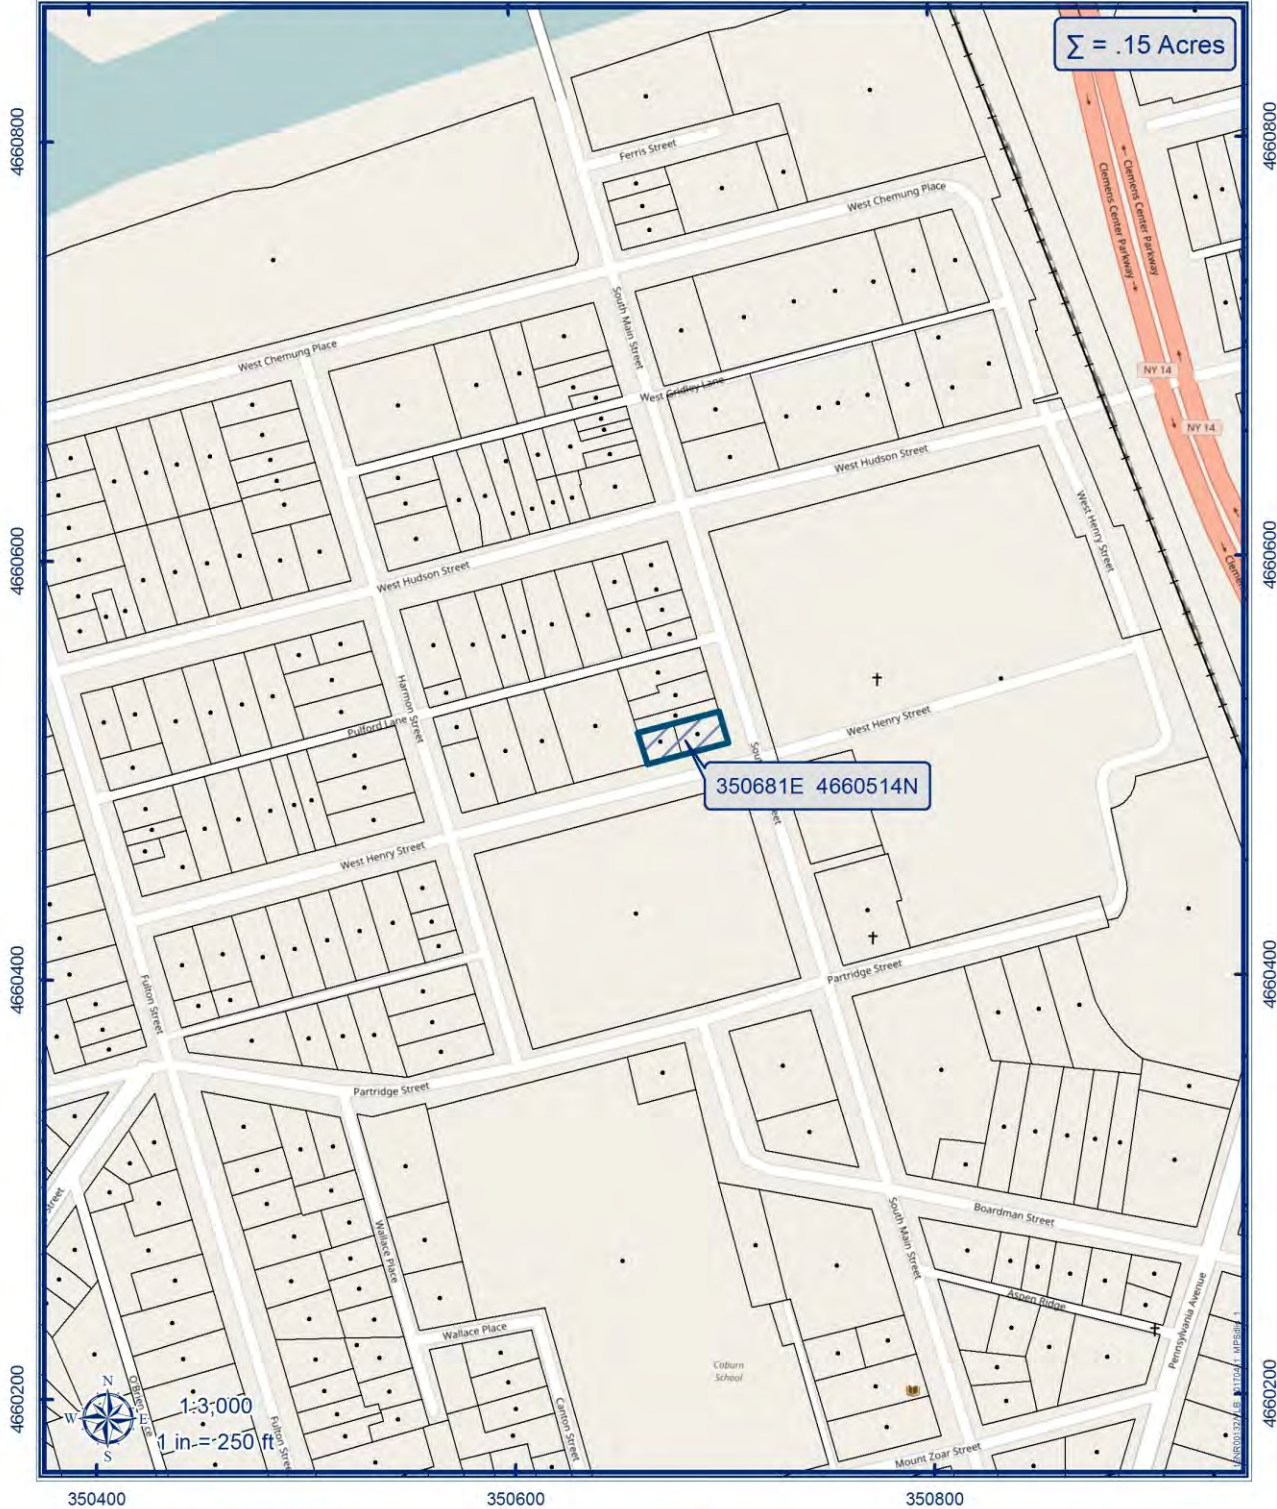 ∑ = .15 Acres
4660800
4660800
Ferris Street
West Chemung Place
Clemens Center Parkway
Clemens Center Parkway
South Main Street
West Chemung Place
West Gridley Lane
NY 14
NY 14
West Hudson Street
West Henry Street
4660600
4660600
West Hudson Street
Harmon Street
Pulford Lane
West Henry Street
350681E 4660514N
West Henry Street
4660400
4660400
Partridge Street
Fulton Street
Partridge Street
Street
Boardman Street
South Main Street
Wallace Place
Aspen Ridge
Pennsylvania Avenue
Wallace Place
Coburn
School
4660200
4660200
N
W E
S
1:3,000
1 in = 250 ft
Fulton Stree
Canton Street
Mount Zoar Street
350400
350600
350800